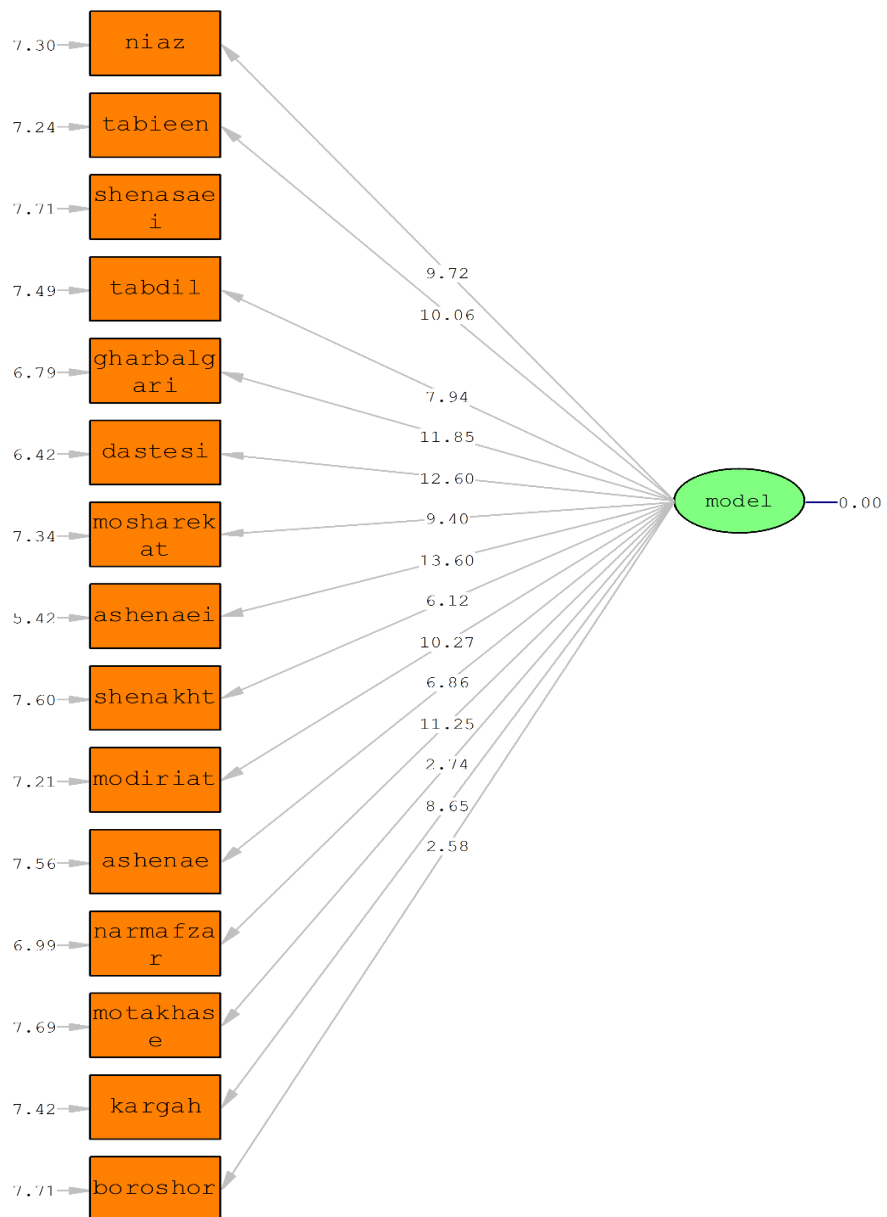 7.30
niaz
7.24
tabieen
7.71
shenasae
i
7.49
tabdil
6.79
gharbalg
ari
6.42
dastesi
7.34
mosharek
at
5.42
ashenaei
7.60
shenakht
7.21
modiriat
7.56
ashenae
6.99
narmafza
r
7.69
motakhas
e
7.42
kargah
7.71
boroshor
9.72
10.06
7.94
11.85
12.60
9.40
13.60
6.12
10.27
6.86
11.25
2.74
8.65
2.58
model
0.00